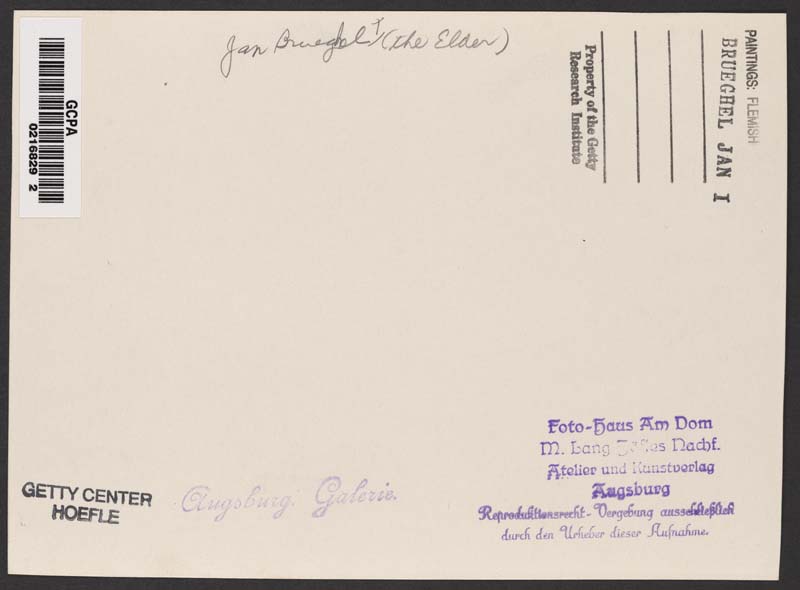 Jan Brueghel I (the Elder)
PAINTINGS: FLEMISH
BRUEGHEL JAN I
Property of the Getty
Research Institute
GCPA
0216829 2
Foto-Haus Am Dom
M. Lang Nachf.
Atelier und Kunstverlag
Augsburg
Reproduktionsrecht-Vergebung ausschließlich
durch den Urheber dieser Aufnahme.
GETTY CENTER
HOEFLE
Augsburg. Galerie.